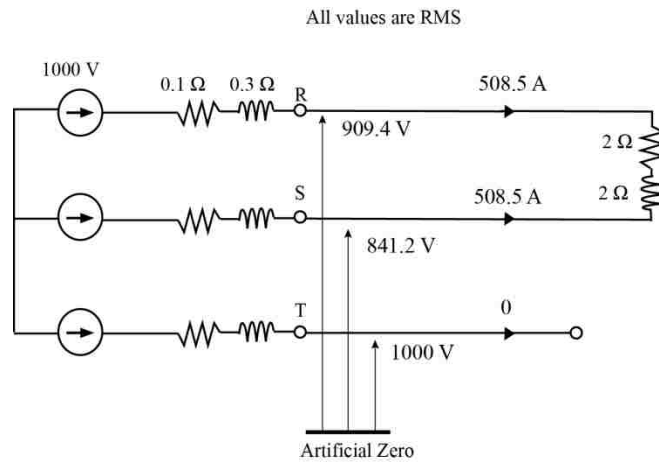 All values are RMS
1000 V
0.1 Ω
0.3 Ω
R
508.5 A
909.4 V
2 Ω
2 Ω
S
508.5 A
841.2 V
T
0
1000 V
Artificial Zero